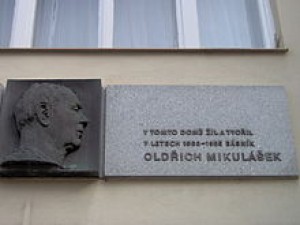 V TOMTO DOMĚ ŽIL A TVOŘIL
V LETECH BÁSNÍK
OLDŘICH MIKULÁŠEK